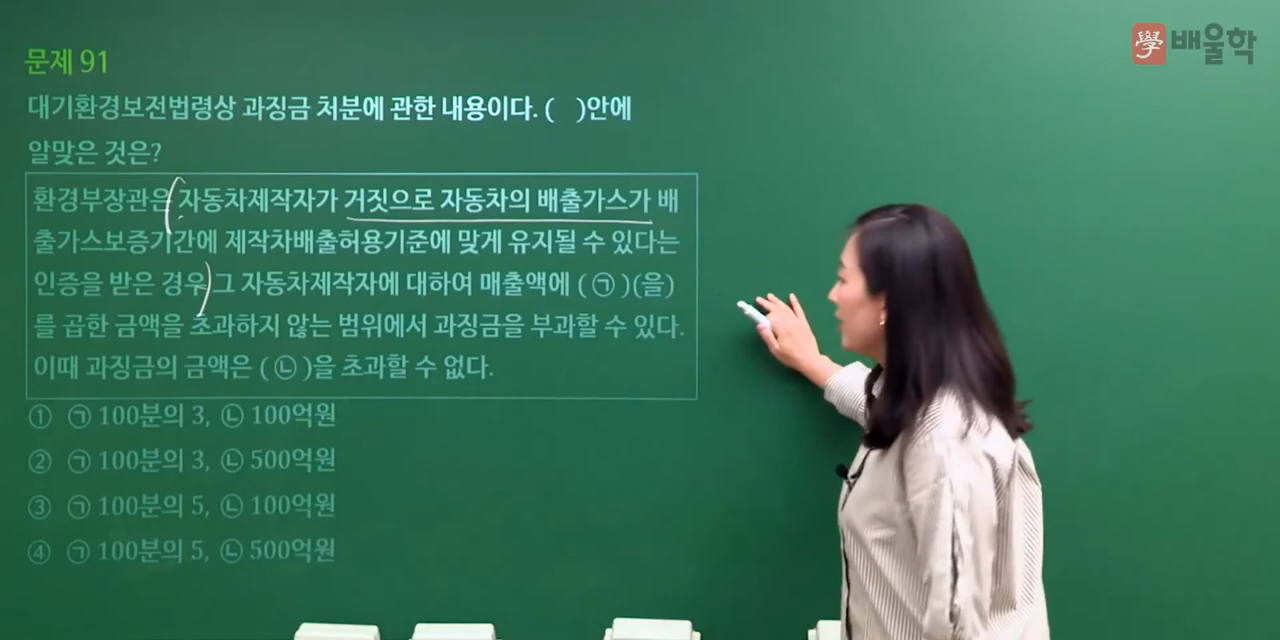 學 배울학
문제 91
대기환경보전법령상 과징금 처분에 관한 내용이다. ( )안에
알맞은 것은?
환경부장관은 자동차제작자가 거짓으로 자동차의 배출가스가 배
출가스보증기간에 제작차배출허용기준에 맞게 유지될 수 있다는
인증을 받은 경우 그 자동차제작자에 대하여 매출액에 ( ㉠ )(을)
를 곱한 금액을 초과하지 않는 범위에서 과징금을 부과할 수 있다.
이때 과징금의 금액은 ( ㉡ )을 초과할 수 없다.
① ㉠ 100분의 3, ㉡ 100억원
② ㉠ 100분의 3, ㉡ 500억원
③ ㉠ 100분의 5, ㉡ 100억원
④ ㉠ 100분의 5, ㉡ 500억원